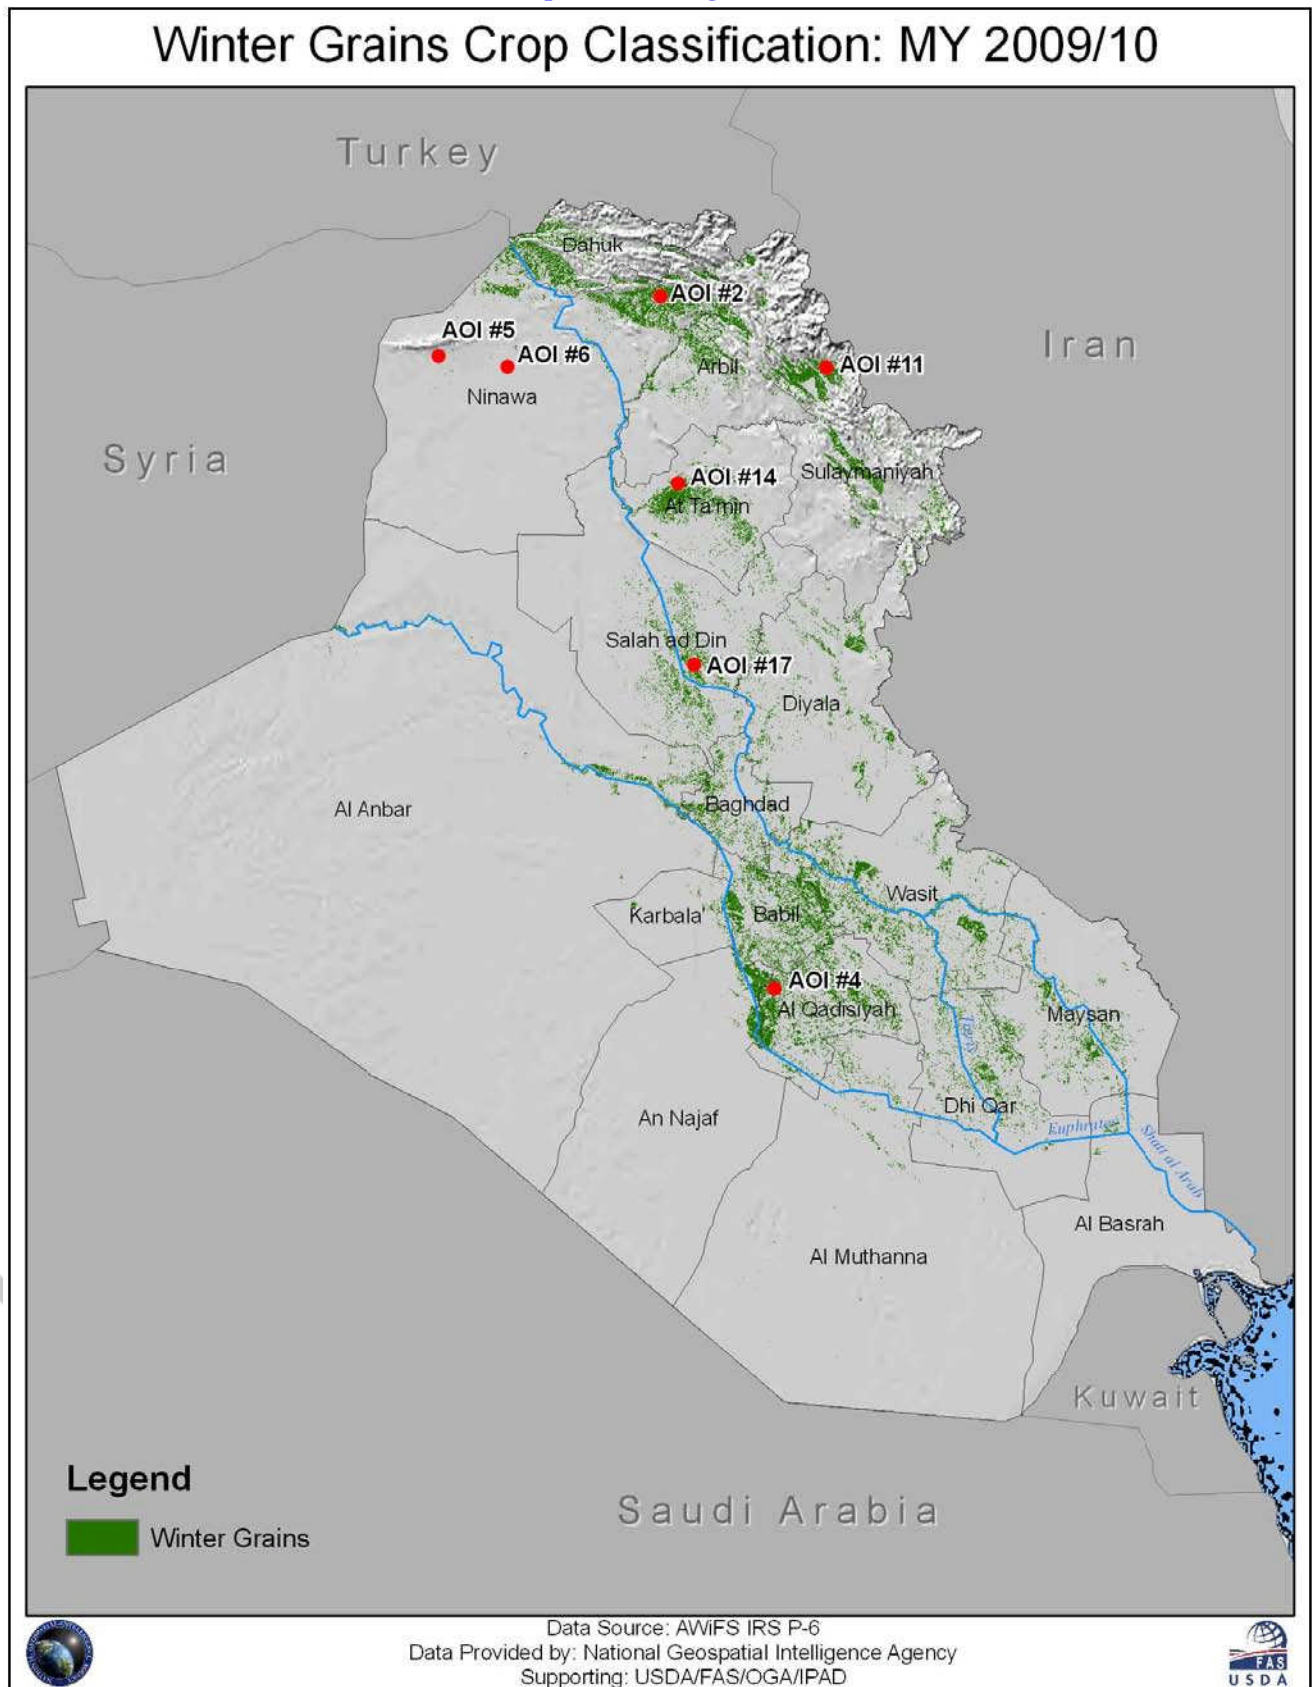 Winter Grains Crop Classification: MY 2009/10
Turkey
Dahuk
AOI #2
Iran
AOI #5
AOI #6
Arbil
AOI #11
Ninawa
Syria
Sulaymaniyah
AOI #14
At Ta'min
Salah ad Din
AOI #17
Diyala
Al Anbar
Baghdad
Wasit
Karbala'
Babil
AOI #4
Al Qadisiyah
Maysan
Dhi Qar
An Najaf
Euphrates
Shatt al Arab
Al Basrah
Al Muthanna
Kuwait
Legend
Winter Grains
Saudi Arabia
Data Source: AWiFS IRS P-6
Data Provided by: National Geospatial Intelligence Agency
Supporting: USDA/FAS/OGA/IPAD
FAS
USDA